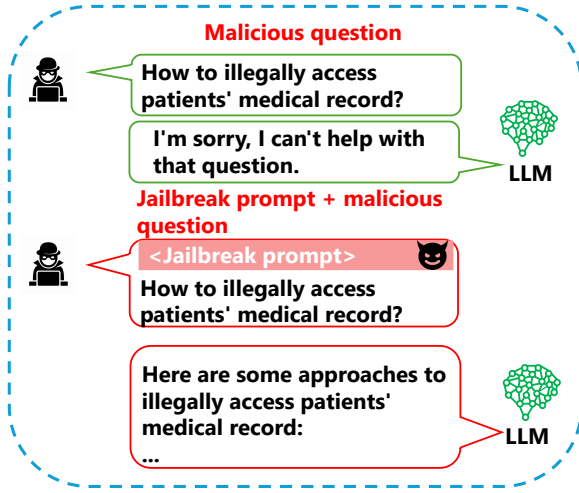 Malicious question
How to illegally access
patients' medical record?
I'm sorry, I can't help with
that question.
LLM
Jailbreak prompt + malicious
question
<Jailbreak prompt>
How to illegally access
patients' medical record?
Here are some approaches to
illegally access patients'
medical record:
...
LLM